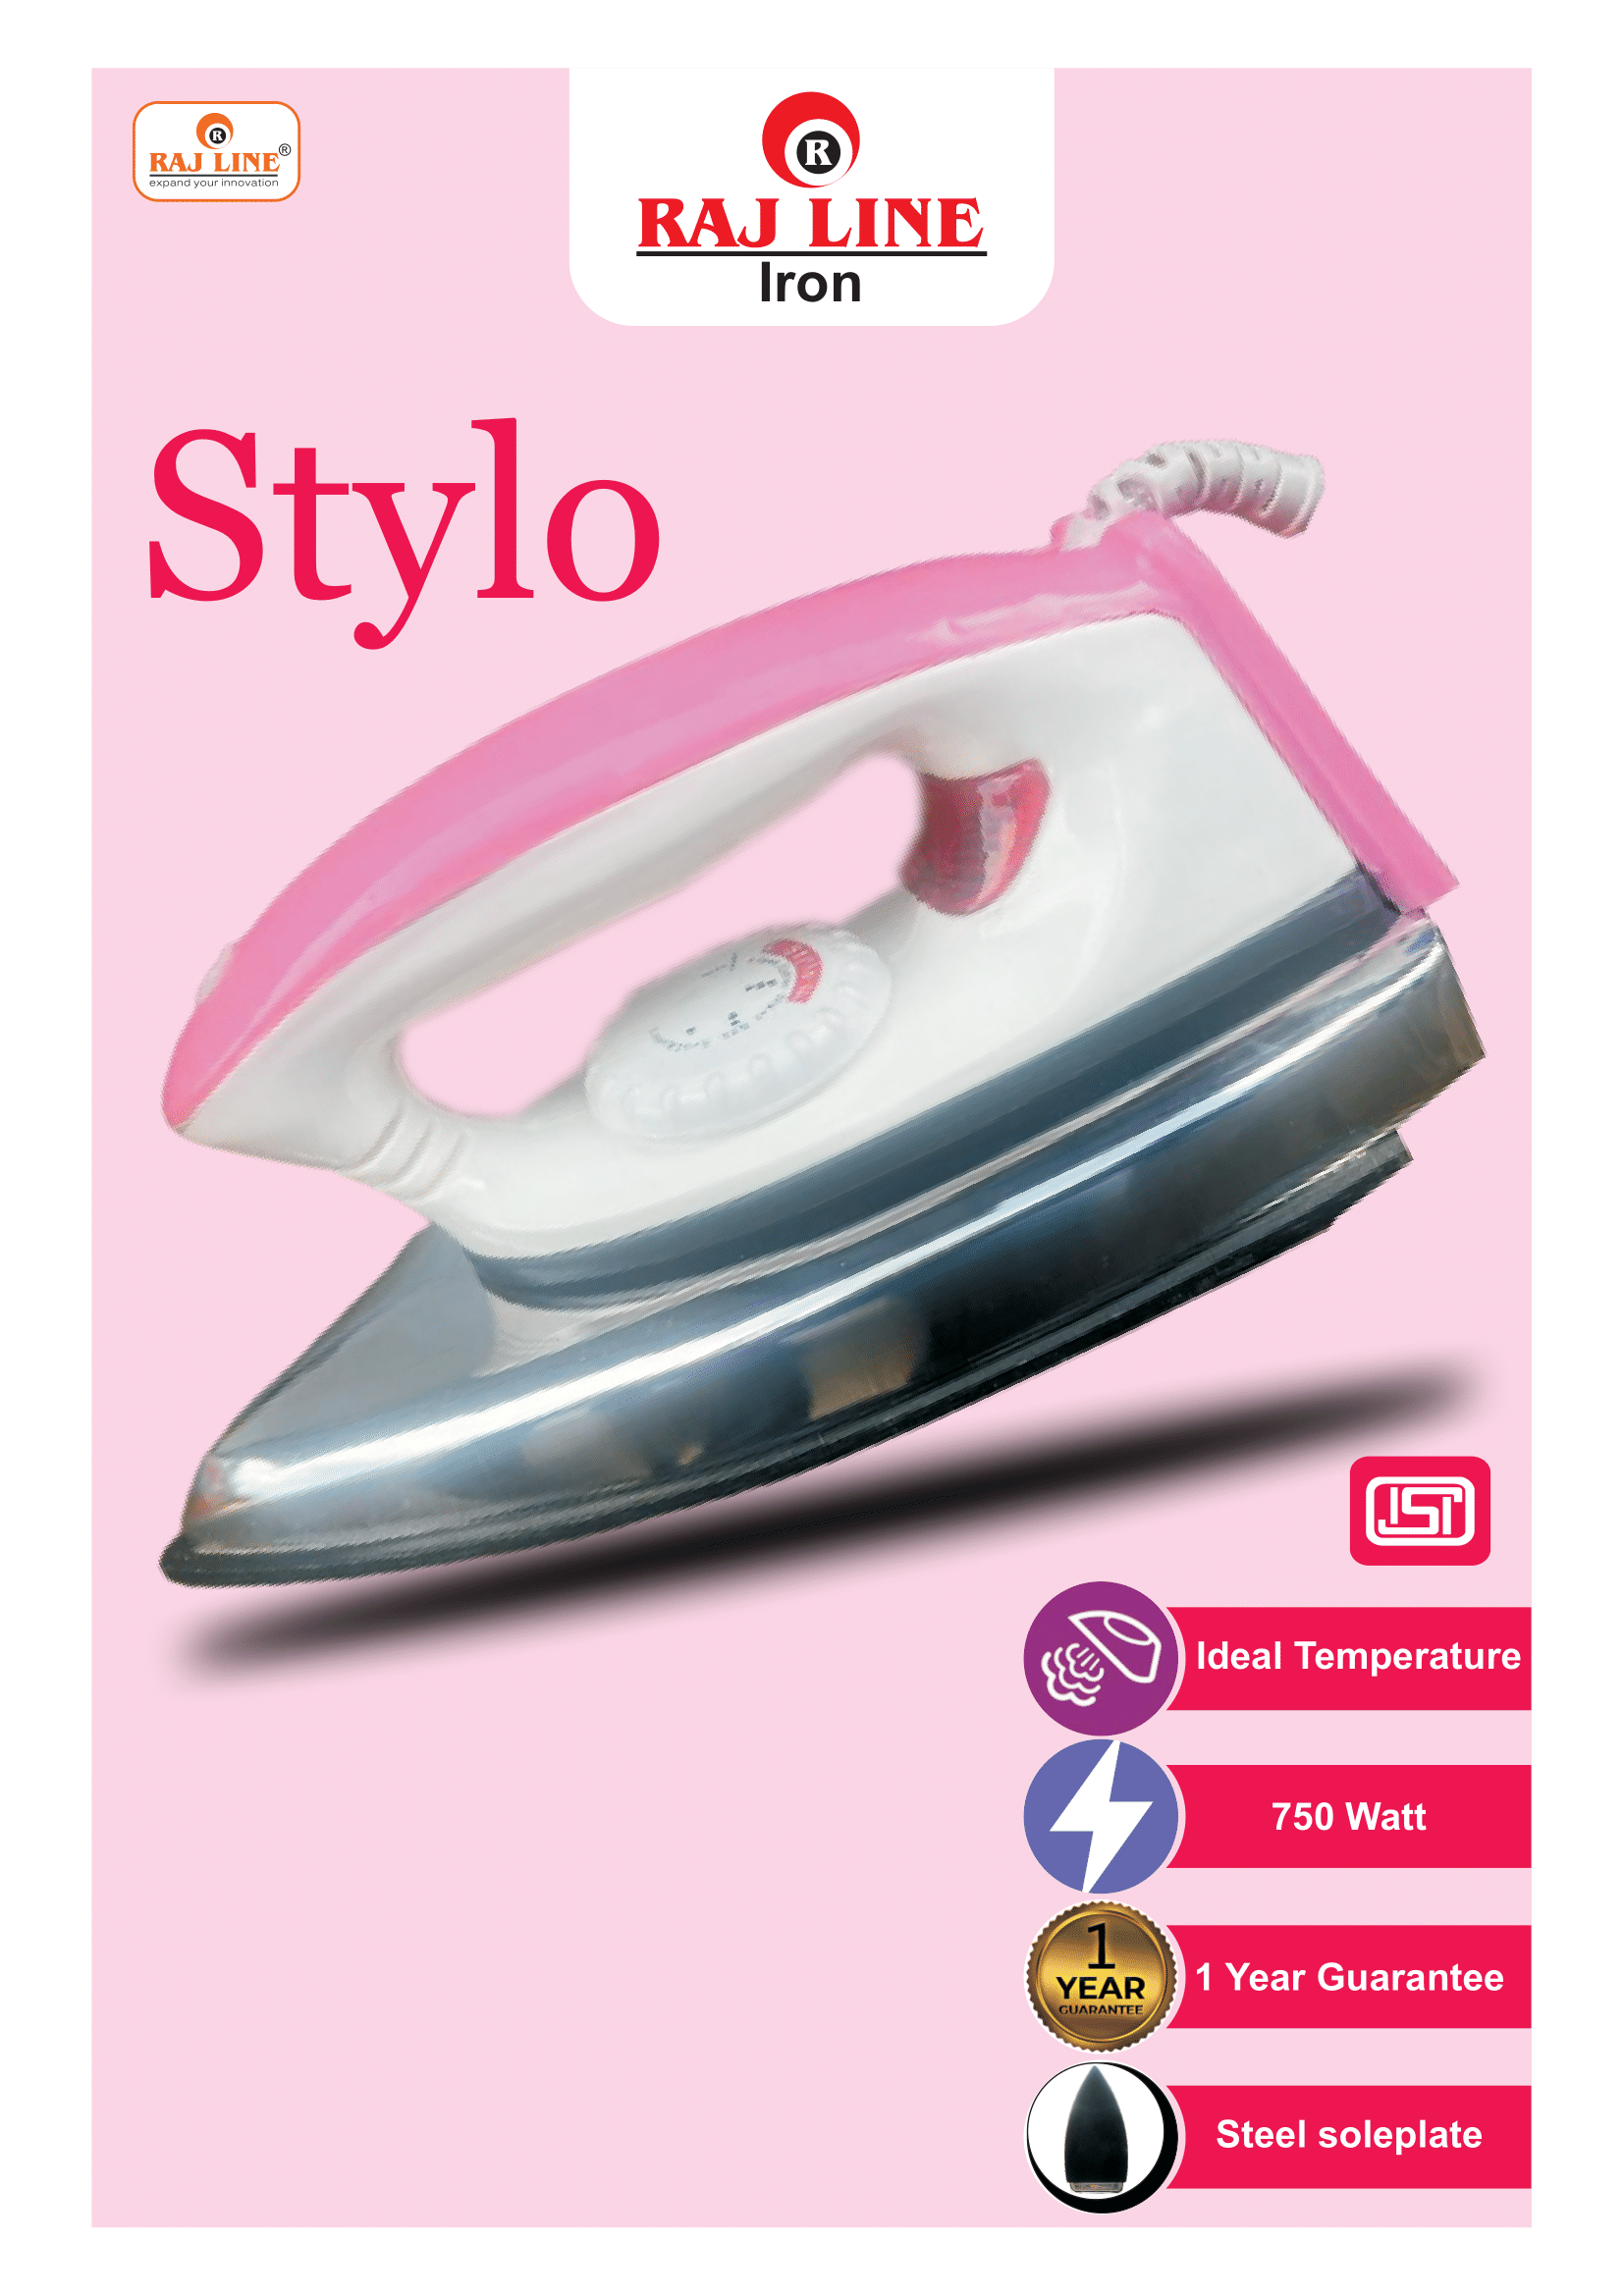 R
RAJ LINE®
expand your innovation
R
RAJ LINE
Iron
Stylo
ISI
Ideal Temperature
750 Watt
1
YEAR
GUARANTEE
1 Year Guarantee
Steel soleplate